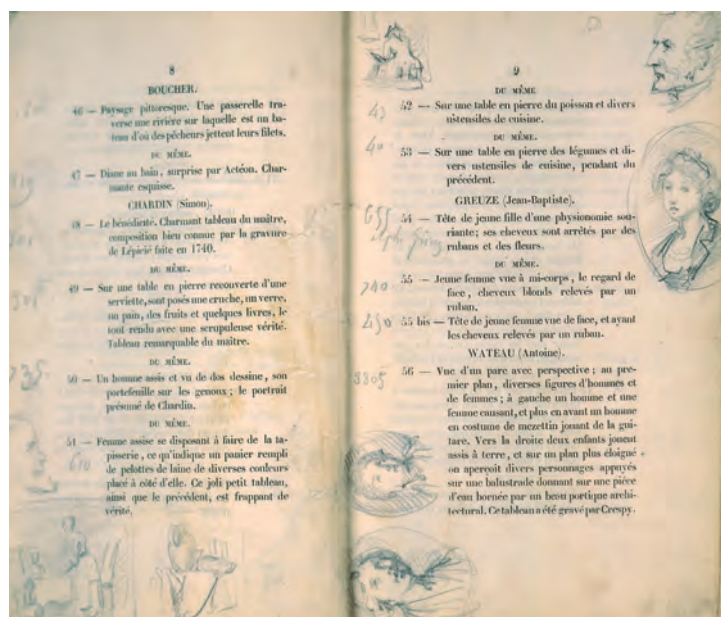 8
BOUCHER.
46 — Paysage pittoresque. Une passerelle tra-
verse une rivière sur laquelle est un ba-
teau d'où des pêcheurs jettent leurs filets.
DU MÊME.
47 — Diane au bain, surprise par Actéon. Char-
mante esquisse.
CHARDIN (Simon).
48 — Le bénédicité. Charmant tableau du maître,
composition bien connue par la gravure
de Lépicié faite en 1740.
DU MÊME.
49 — Sur une table en pierre recouverte d'une
serviette, sont posés une cruche, un verre,
un pain, des fruits et quelques livres, le
tout rendu avec une scrupuleuse vérité.
Tableau remarquable du maître.
DU MÊME.
735
50 — Un homme assis et vu de dos dessine, son
portefeuille sur les genoux ; le portrait
présumé de Chardin.
DU MÊME.
51 — Femme assise se disposant à faire de la ta-
pisserie, ce qu'indique un panier rempli
610
de pelottes de laine de diverses couleurs
placé à côté d'elle. Ce joli petit tableau,
ainsi que le précédent, est frappant de
vérité.
9
DU MÊME
43
52 — Sur une table en pierre du poisson et divers
ustensiles de cuisine.
DU MÊME.
40
53 — Sur une table en pierre des légumes et di-
vers ustensiles de cuisine, pendant du
précédent.
GREUZE (Jean-Baptiste).
655
54 — Tête de jeune fille d'une physionomie sou-
riante ; ses cheveux sont arrêtés par des
rubans et des fleurs.
DU MÊME.
740
55 — Jeune femme vue à mi-corps, le regard de
face, cheveux blonds relevés par un
ruban.
450
55 bis — Tête de jeune femme vue de face, et ayant
les cheveux relevés par un ruban.
WATEAU (Antoine).
3305
56 — Vue d'un parc avec perspective ; au pre-
mier plan, diverses figures d'hommes et
de femmes ; à gauche un homme et une
femme causant, et plus en avant un homme
en costume de mezettin jouant de la gui-
tare. Vers la droite deux enfants jouent
assis à terre, et sur un plan plus éloigné
on aperçoit divers personnages appuyés
sur une balustrade donnant sur une pièce
d'eau bornée par un beau portique archi-
tectural. Ce tableau a été gravé par Crespy.